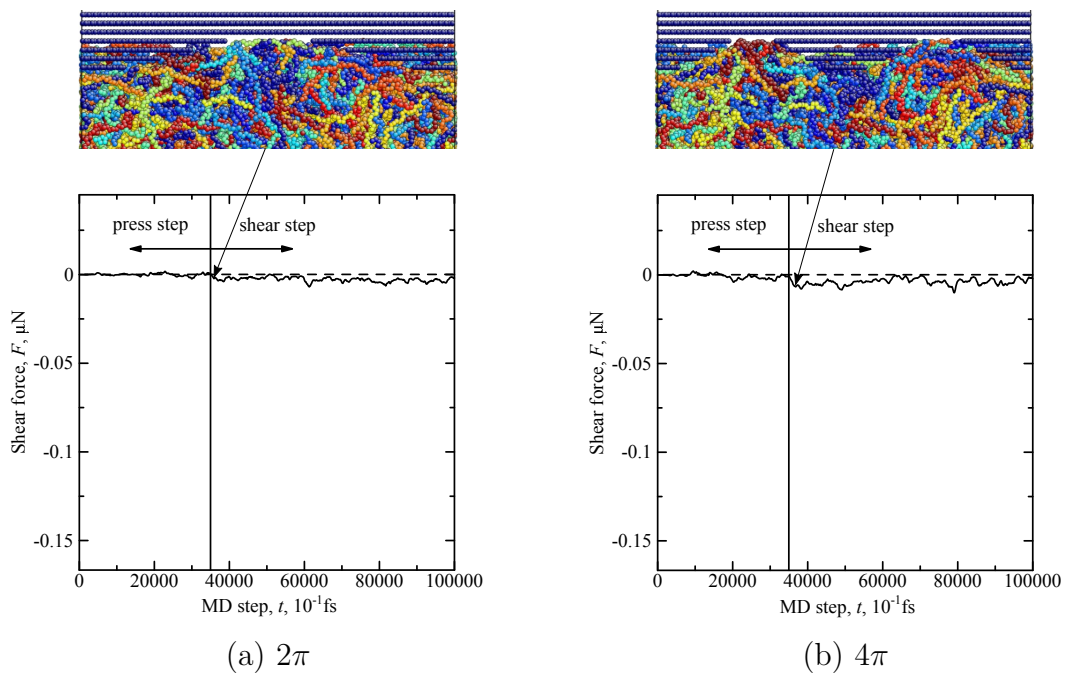 press step shear step
0
-0.05
-0.1
-0.15
Shear force, F, μN
0 20000 40000 60000 80000 100000
MD step, t, 10⁻¹fs
(a) 2π
press step shear step
0
-0.05
-0.1
-0.15
Shear force, F, μN
0 20000 40000 60000 80000 100000
MD step, t, 10⁻¹fs
(b) 4π